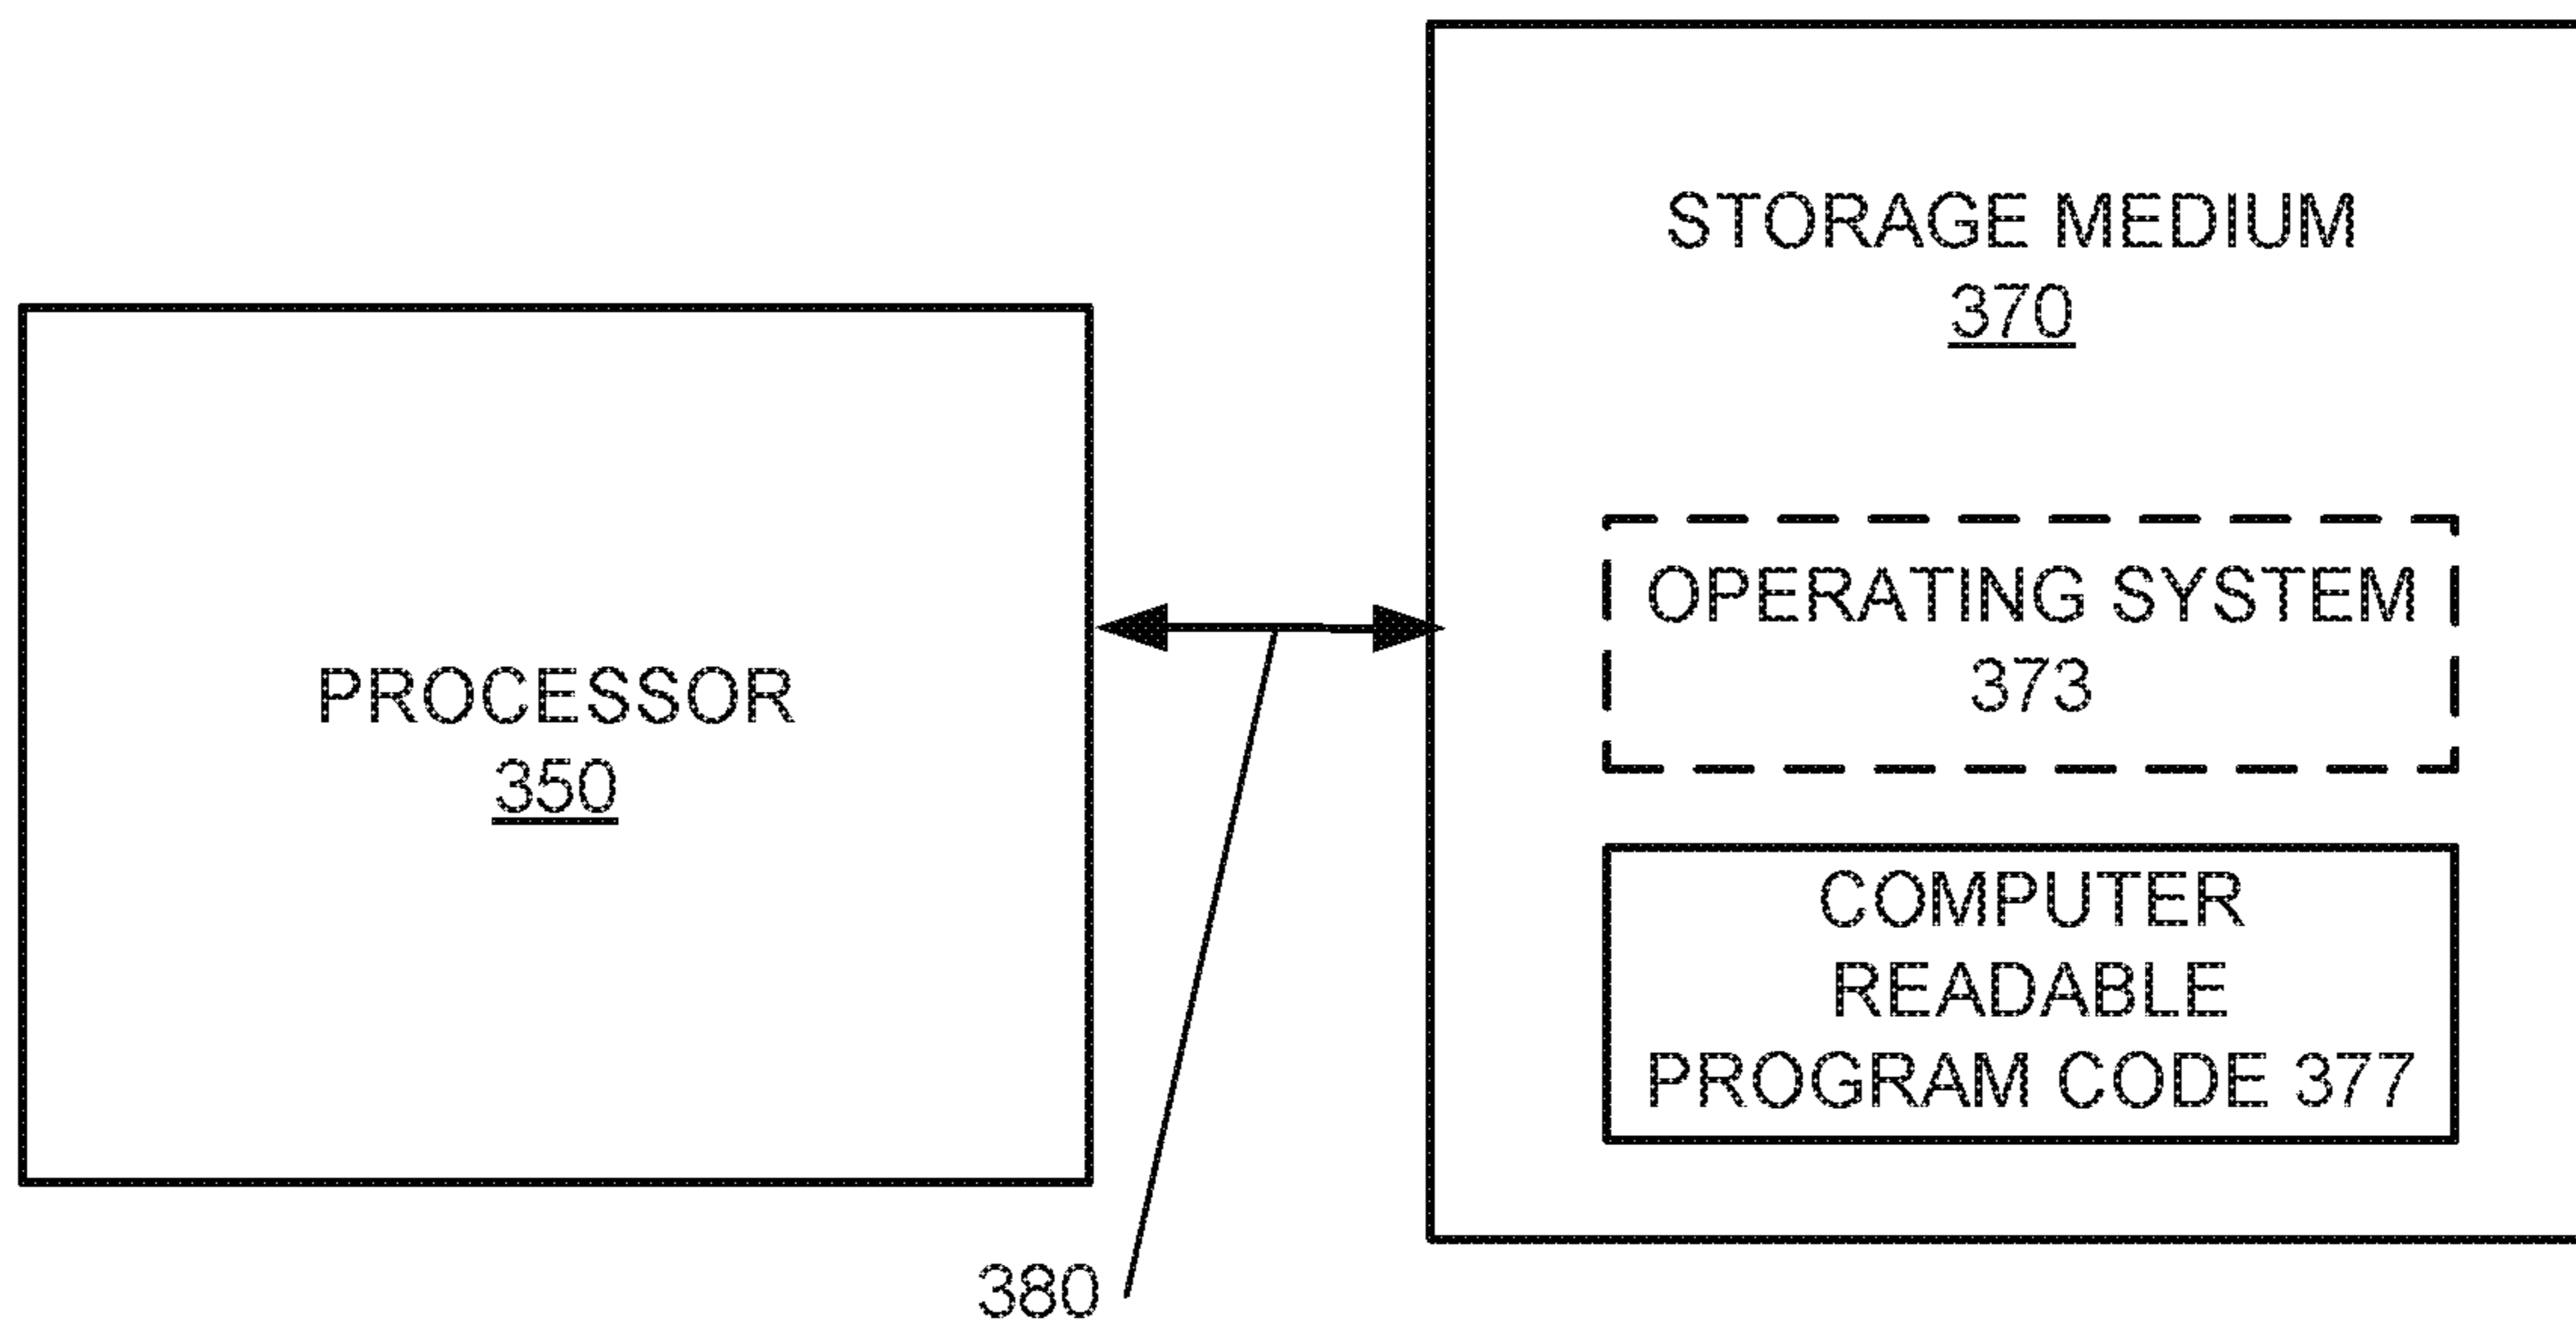 STORAGE MEDIUM
370
OPERATING SYSTEM
373
PROCESSOR
350
COMPUTER
READABLE
PROGRAM CODE 377
380